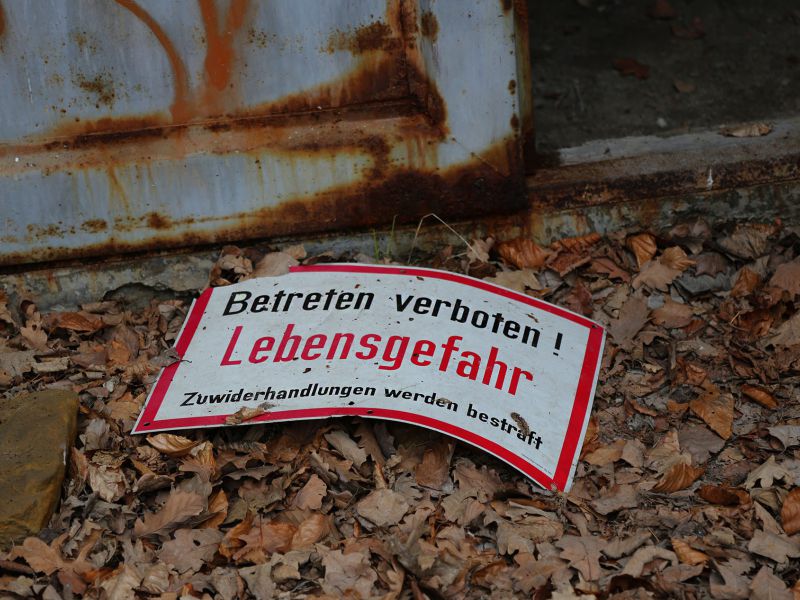 Betreten verboten !
Lebensgefahr
Zuwiderhandlungen werden bestraft